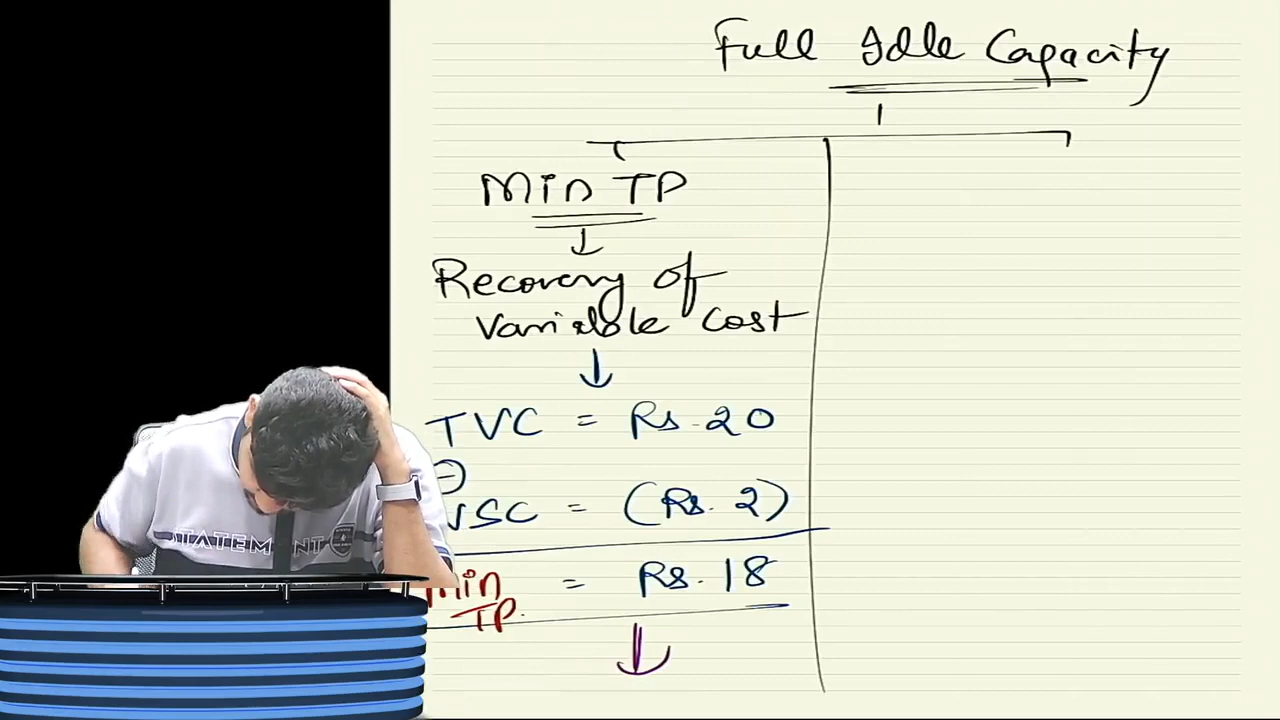 Full Idle Capacity
Min TP
Recovery of
Variable Cost
TVC = Rs. 20
VSC = (Rs. 2)
Min TP. = Rs. 18
STATEMENT